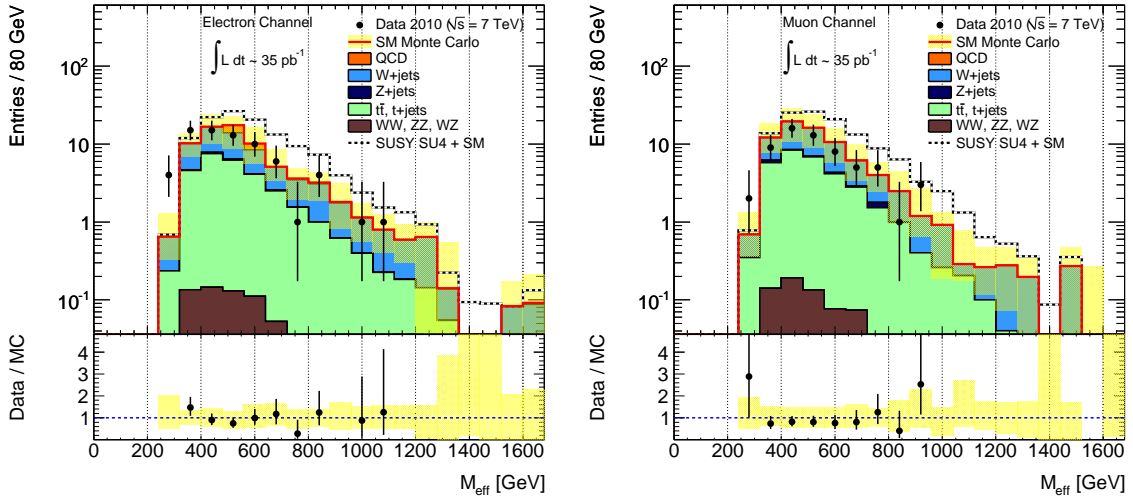 Entries / 80 GeV
10²
10
1
10⁻¹
Electron Channel
∫ L dt ~ 35 pb⁻¹
Data 2010 (√s = 7 TeV)
SM Monte Carlo
QCD
W+jets
Z+jets
tt̄, t+jets
WW, ZZ, WZ
SUSY SU4 + SM
Data / MC
4
3
2
1
0 200 400 600 800 1000 1200 1400 1600
M_eff [GeV]
Entries / 80 GeV
10²
10
1
10⁻¹
Muon Channel
∫ L dt ~ 35 pb⁻¹
Data 2010 (√s = 7 TeV)
SM Monte Carlo
QCD
W+jets
Z+jets
tt̄, t+jets
WW, ZZ, WZ
SUSY SU4 + SM
Data / MC
4
3
2
1
0 200 400 600 800 1000 1200 1400 1600
M_eff [GeV]